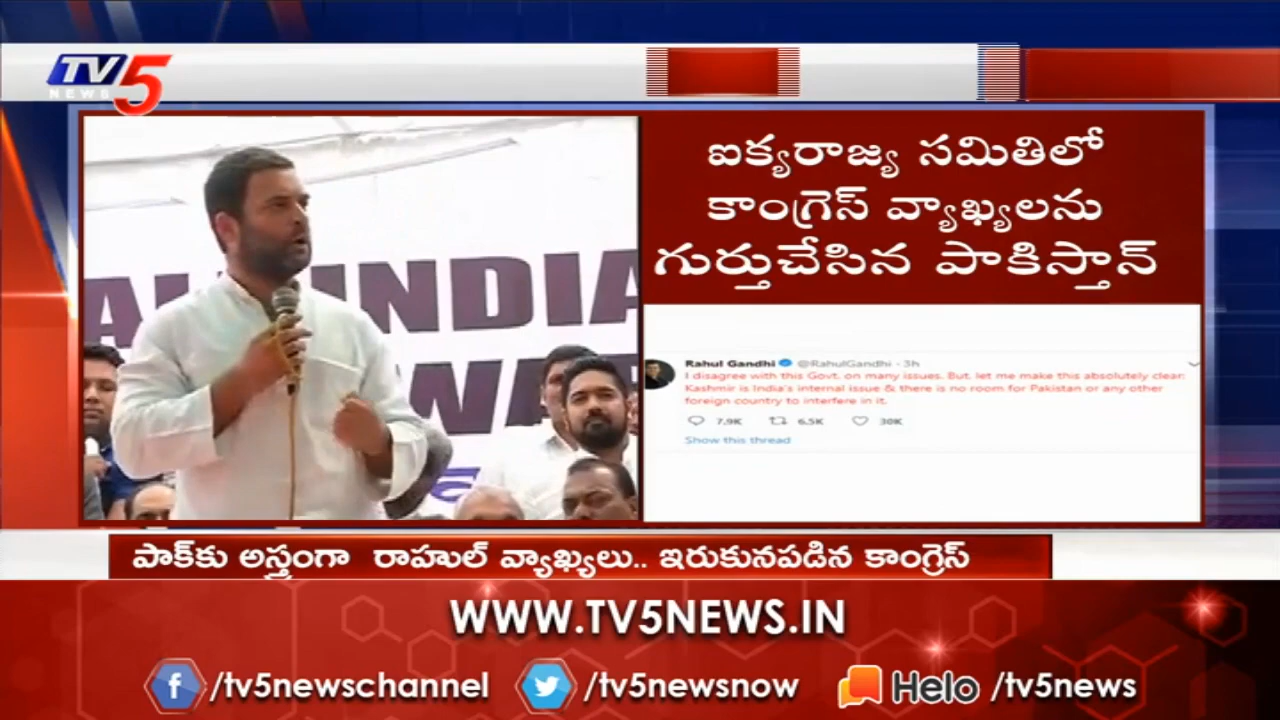 TV5
NEWS
ఐక్యరాజ్య సమితిలో
కాంగ్రెస్ వ్యాఖ్యలను
గుర్తుచేసిన పాకిస్తాన్
ALL INDIA
WA
Rahul Gandhi @RahulGandhi · 3h
I disagree with this Govt. on many issues. But, let me make this absolutely clear:
Kashmir is India's internal issue & there is no room for Pakistan or any other
foreign country to interfere in it.
7.9K 6.5K 30K
Show this thread
పాక్‌కు అస్త్రంగా రాహుల్ వ్యాఖ్యలు.. ఇరుకునపడిన కాంగ్రెస్
WWW.TV5NEWS.IN
/tv5newschannel /tv5newsnow Helo /tv5news